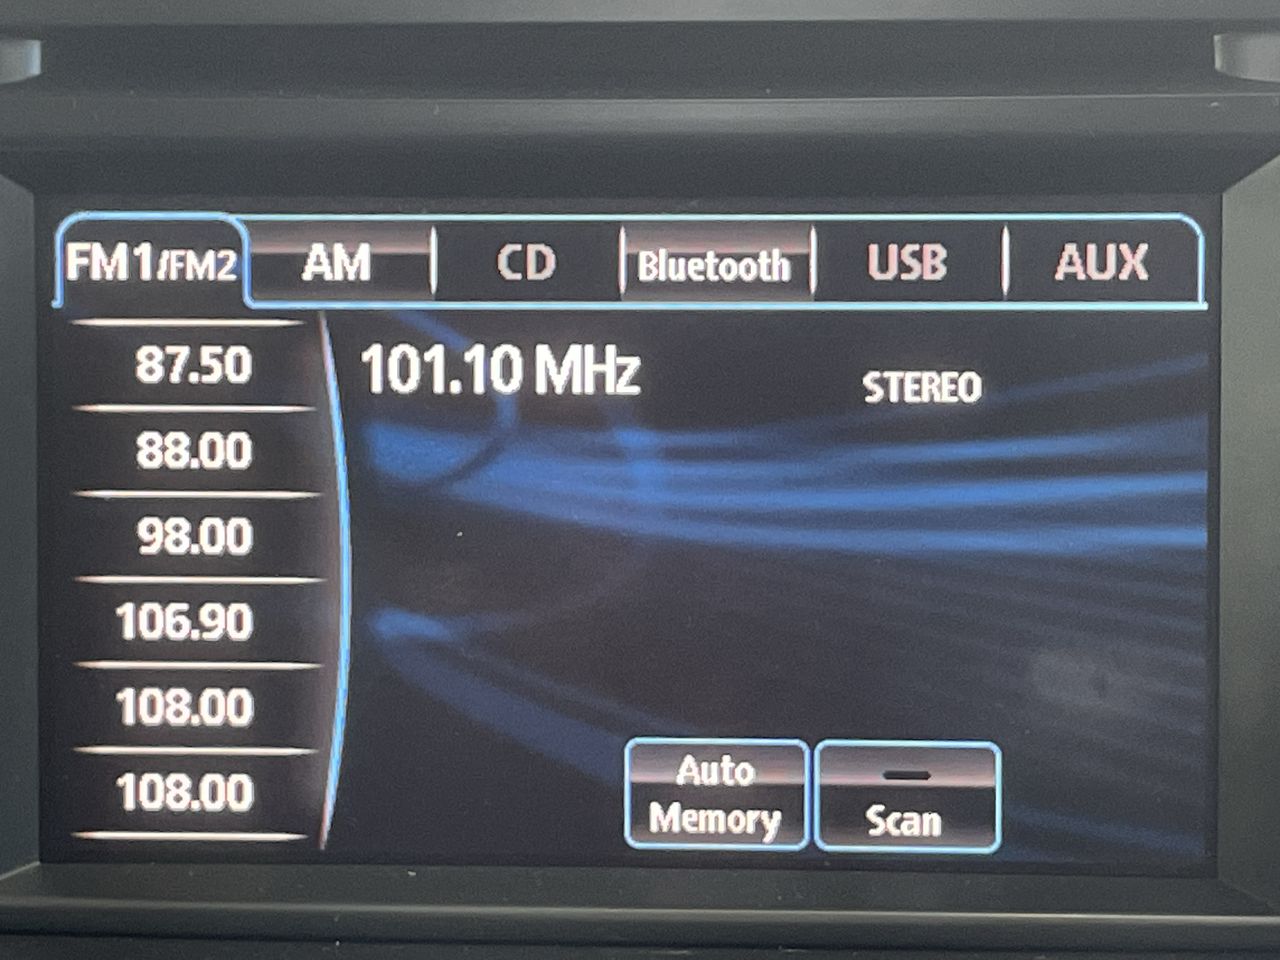 FM1/FM2 AM CD Bluetooth USB AUX
87.50
88.00
98.00
106.90
108.00
108.00
101.10 MHz STEREO
Auto
Memory
Scan